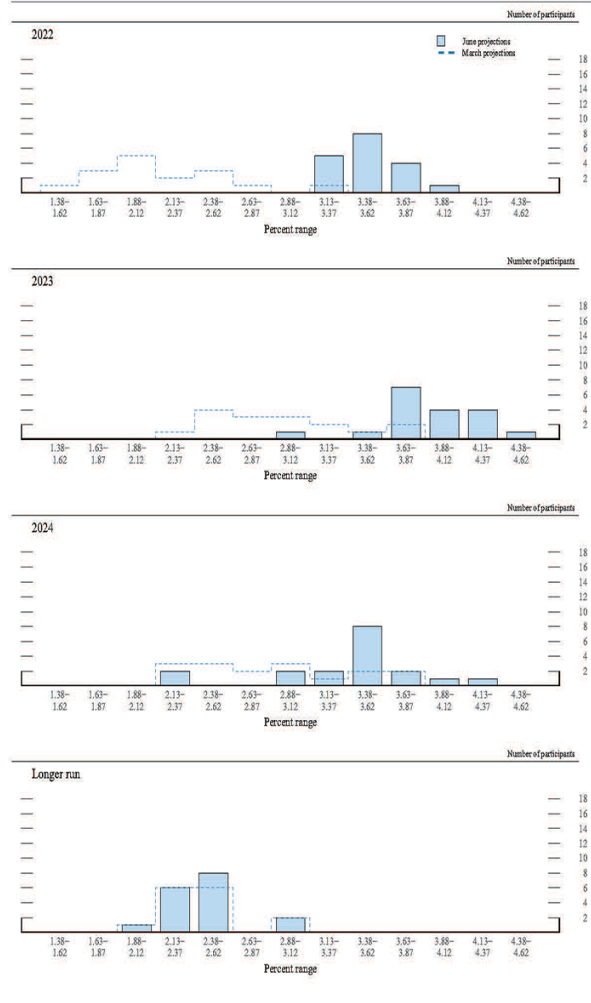 Number of participants
2022
June projections
March projections
18
16
14
12
10
8
6
4
2
1.38– 1.63– 1.88– 2.13– 2.38– 2.63– 2.88– 3.13– 3.38– 3.63– 3.88– 4.13– 4.38–
1.62 1.87 2.12 2.37 2.62 2.87 3.12 3.37 3.62 3.87 4.12 4.37 4.62
Percent range
Number of participants
2023
18
16
14
12
10
8
6
4
2
1.38– 1.63– 1.88– 2.13– 2.38– 2.63– 2.88– 3.13– 3.38– 3.63– 3.88– 4.13– 4.38–
1.62 1.87 2.12 2.37 2.62 2.87 3.12 3.37 3.62 3.87 4.12 4.37 4.62
Percent range
Number of participants
2024
18
16
14
12
10
8
6
4
2
1.38– 1.63– 1.88– 2.13– 2.38– 2.63– 2.88– 3.13– 3.38– 3.63– 3.88– 4.13– 4.38–
1.62 1.87 2.12 2.37 2.62 2.87 3.12 3.37 3.62 3.87 4.12 4.37 4.62
Percent range
Number of participants
Longer run
18
16
14
12
10
8
6
4
2
1.38– 1.63– 1.88– 2.13– 2.38– 2.63– 2.88– 3.13– 3.38– 3.63– 3.88– 4.13– 4.38–
1.62 1.87 2.12 2.37 2.62 2.87 3.12 3.37 3.62 3.87 4.12 4.37 4.62
Percent range